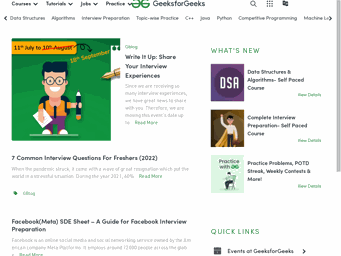 Courses
Tutorials
Jobs
Practice
GeeksforGeeks
Data Structures
Algorithms
Interview Preparation
Topic-wise Practice
C++
Java
Python
Competitive Programming
Machine Le
11th July to 10th August
18th September
Gblog
Write It Up: Share
Your Interview
Experiences
Since we are receiving so
many interview experiences,
we have great news to share
with you. Therefore, we are
moving this event's date up
to Read More
7 Common Interview Questions For Freshers (2022)
When the pandemic struck, it came with a wave of great resignation which put the
world in a stressful situation. During the year 2021, 40% Read More
Gblog
Facebook(Meta) SDE Sheet – A Guide for Facebook Interview
Preparation
Facebook is an online social media and social networking service owned by the Am
erican company Meta Platforms. It employs around 12000 people across the glob
Read More
WHAT'S NEW
DSA
Data Structures &
Algorithms- Self Paced
Course
View Details
Complete Interview
Preparation- Self Paced
Course
View Details
Practice
with
Practice Problems, POTD
Streak, Weekly Contests &
More!
View Details
QUICK LINKS
Events at GeeksforGeeks